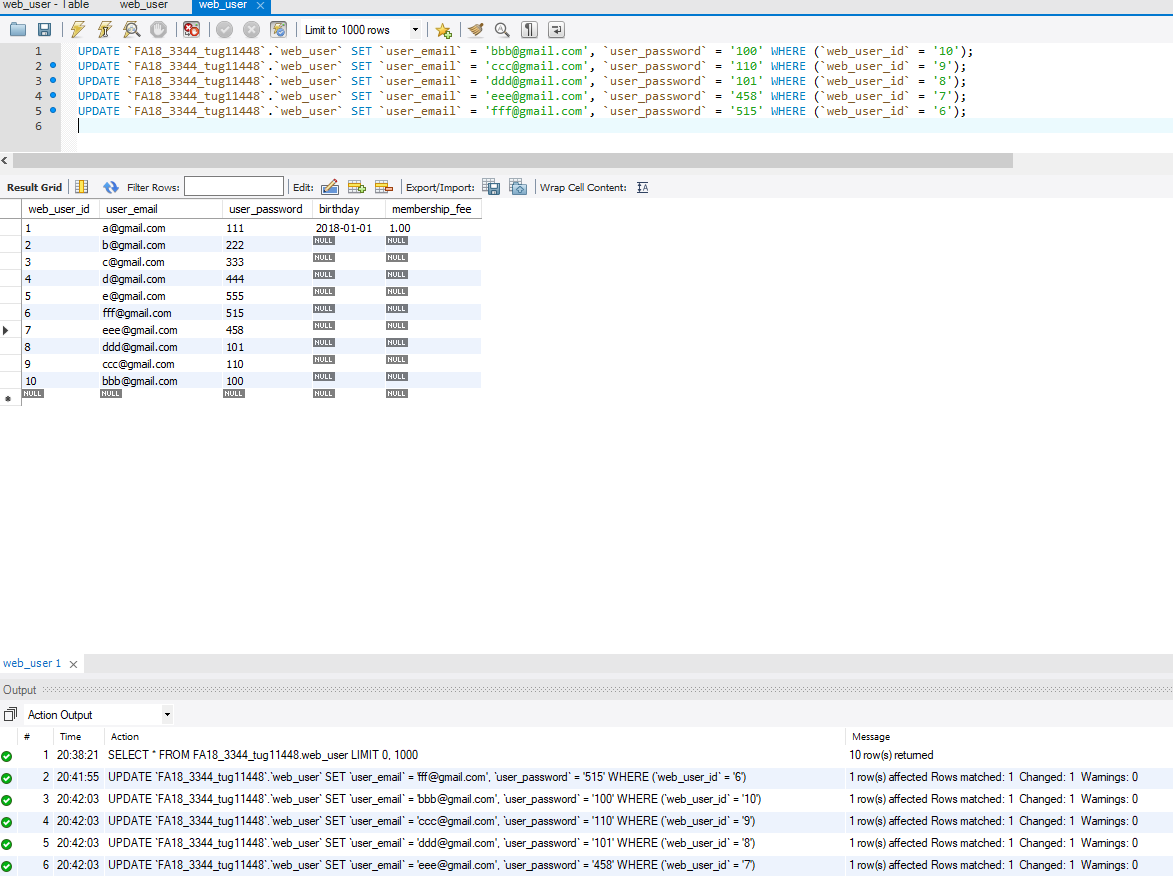 web_user - Table web_user web_user
Limit to 1000 rows
1 UPDATE `FA18_3344_tug11448`.`web_user` SET `user_email` = 'bbb@gmail.com', `user_password` = '100' WHERE (`web_user_id` = '10');
2 UPDATE `FA18_3344_tug11448`.`web_user` SET `user_email` = 'ccc@gmail.com', `user_password` = '110' WHERE (`web_user_id` = '9');
3 UPDATE `FA18_3344_tug11448`.`web_user` SET `user_email` = 'ddd@gmail.com', `user_password` = '101' WHERE (`web_user_id` = '8');
4 UPDATE `FA18_3344_tug11448`.`web_user` SET `user_email` = 'eee@gmail.com', `user_password` = '458' WHERE (`web_user_id` = '7');
5 UPDATE `FA18_3344_tug11448`.`web_user` SET `user_email` = 'fff@gmail.com', `user_password` = '515' WHERE (`web_user_id` = '6');
6
Result Grid Filter Rows: Edit: Export/Import: Wrap Cell Content: IA
web_user_id user_email user_password birthday membership_fee
1 a@gmail.com 111 2018-01-01 1.00
2 b@gmail.com 222 NULL NULL
3 c@gmail.com 333 NULL NULL
4 d@gmail.com 444 NULL NULL
5 e@gmail.com 555 NULL NULL
6 fff@gmail.com 515 NULL NULL
7 eee@gmail.com 458 NULL NULL
8 ddd@gmail.com 101 NULL NULL
9 ccc@gmail.com 110 NULL NULL
10 bbb@gmail.com 100 NULL NULL
NULL NULL NULL NULL NULL
web_user 1
Output
Action Output
# Time Action Message
1 20:38:21 SELECT * FROM FA18_3344_tug11448.web_user LIMIT 0, 1000 10 row(s) returned
2 20:41:55 UPDATE `FA18_3344_tug11448`.`web_user` SET `user_email` = 'fff@gmail.com', `user_password` = '515' WHERE (`web_user_id` = '6') 1 row(s) affected Rows matched: 1 Changed: 1 Warnings: 0
3 20:42:03 UPDATE `FA18_3344_tug11448`.`web_user` SET `user_email` = 'bbb@gmail.com', `user_password` = '100' WHERE (`web_user_id` = '10') 1 row(s) affected Rows matched: 1 Changed: 1 Warnings: 0
4 20:42:03 UPDATE `FA18_3344_tug11448`.`web_user` SET `user_email` = 'ccc@gmail.com', `user_password` = '110' WHERE (`web_user_id` = '9') 1 row(s) affected Rows matched: 1 Changed: 1 Warnings: 0
5 20:42:03 UPDATE `FA18_3344_tug11448`.`web_user` SET `user_email` = 'ddd@gmail.com', `user_password` = '101' WHERE (`web_user_id` = '8') 1 row(s) affected Rows matched: 1 Changed: 1 Warnings: 0
6 20:42:03 UPDATE `FA18_3344_tug11448`.`web_user` SET `user_email` = 'eee@gmail.com', `user_password` = '458' WHERE (`web_user_id` = '7') 1 row(s) affected Rows matched: 1 Changed: 1 Warnings: 0